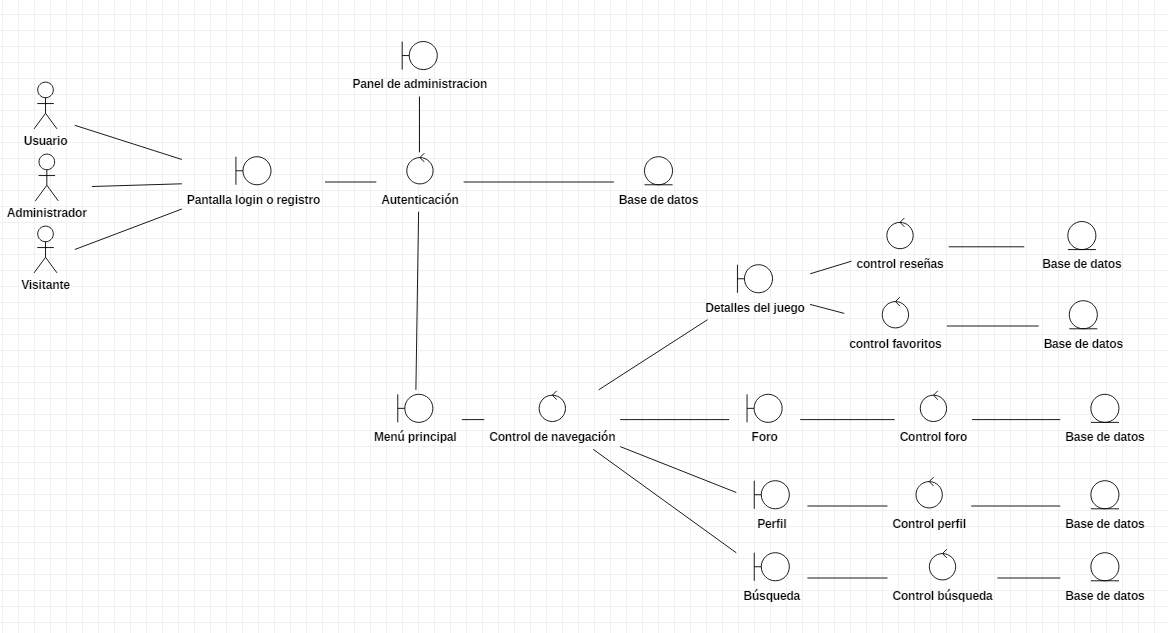 Panel de administracion
Usuario
Pantalla login o registro
Autenticación
Base de datos
Administrador
Visitante
control reseñas
Base de datos
Detalles del juego
control favoritos
Base de datos
Menú principal
Control de navegación
Foro
Control foro
Base de datos
Perfil
Control perfil
Base de datos
Búsqueda
Control búsqueda
Base de datos